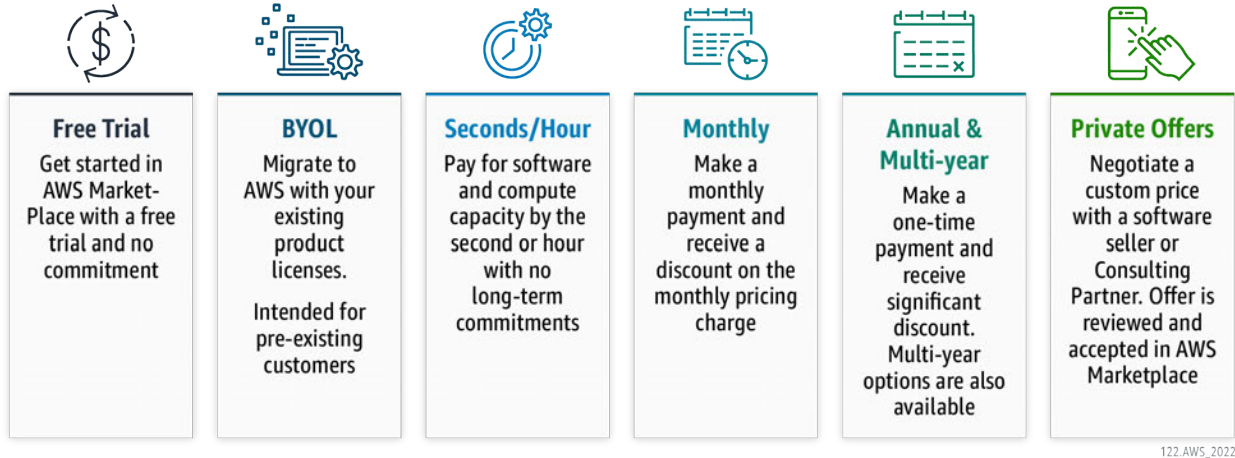 $
Free Trial
Get started in
AWS Market-
Place with a free
trial and no
commitment
BYOL
Migrate to
AWS with your
existing
product
licenses.
Intended for
pre-existing
customers
Seconds/Hour
Pay for software
and compute
capacity by the
second or hour
with no
long-term
commitments
Monthly
Make a
monthly
payment and
receive a
discount on the
monthly pricing
charge
Annual &
Multi-year
Make a
one-time
payment and
receive
significant
discount.
Multi-year
options are also
available
Private Offers
Negotiate a
custom price
with a software
seller or
Consulting
Partner. Offer is
reviewed and
accepted in AWS
Marketplace
122.AWS_2022